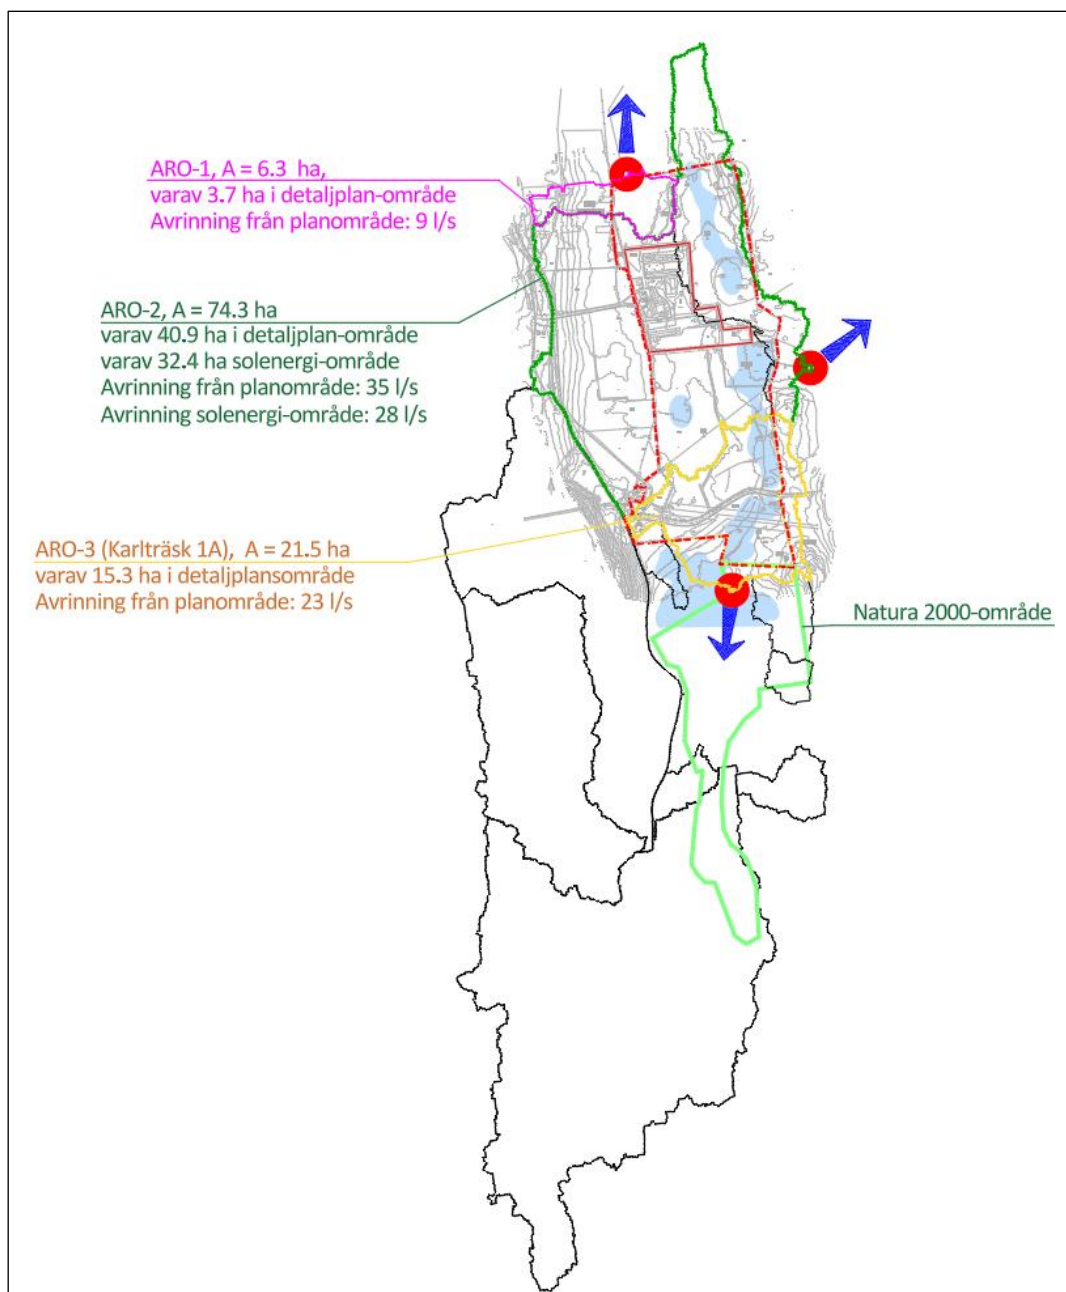 ARO-1, A = 6.3 ha,
varav 3.7 ha i detaljplan-område
Avrinning från planområde: 9 l/s
ARO-2, A = 74.3 ha
varav 40.9 ha i detaljplan-område
varav 32.4 ha solenergi-område
Avrinning från planområde: 35 l/s
Avrinning solenergi-område: 28 l/s
ARO-3 (Karlträsk 1A), A = 21.5 ha
varav 15.3 ha i detaljplansområde
Avrinning från planområde: 23 l/s
Natura 2000-område